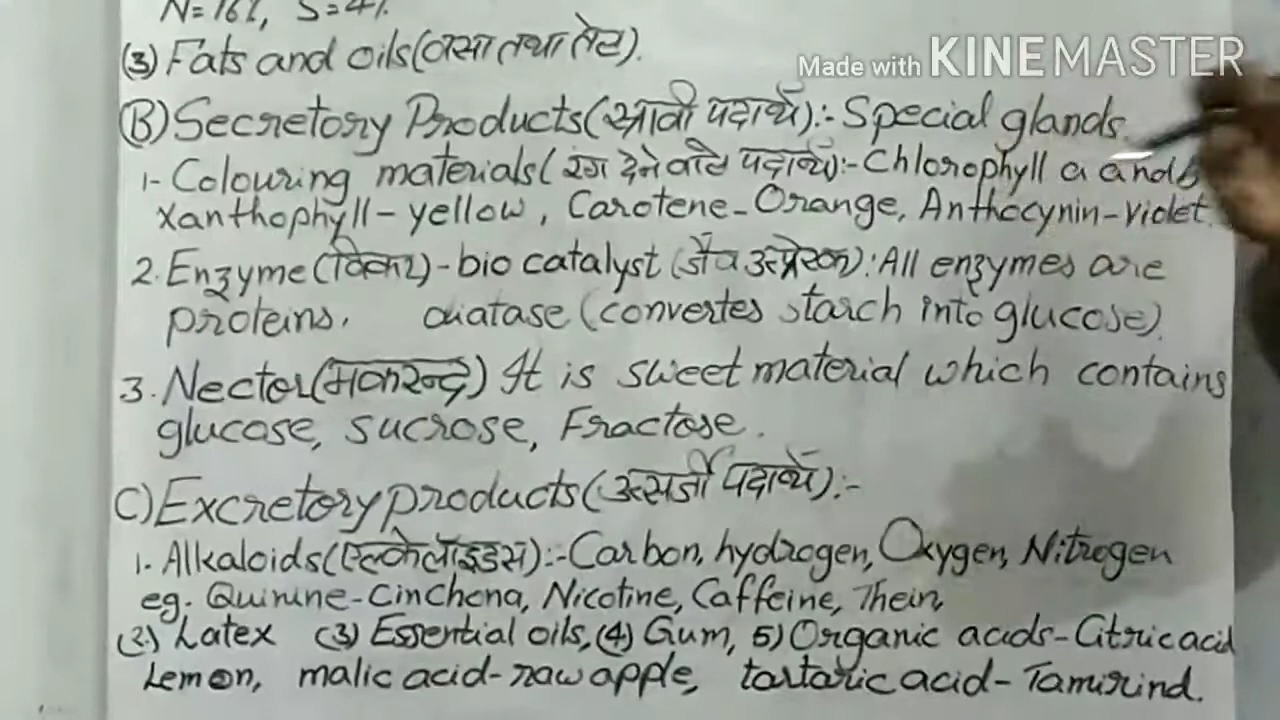 N=16%, S=4%
(3) Fats and oils (वसा तथा तेल).
Made with KINEMASTER
(B) Secretory Products (स्रावी पदार्थ):- Special glands.
1- Colouring materials (रंग देने वाले पदार्थ):- Chlorophyll a and b
xanthophyll - yellow, Carotene - Orange, Anthocynin - violet.
2. Enzyme (विकर) - bio catalyst (जैव उत्प्रेरक): All enzymes are
proteins. (convertes starch into glucose).
3. Nector (मकरन्द) It is sweet material which contains
glucose, sucrose, Fractose.
C) Excretory products (उत्सर्जी पदार्थ):-
1. Alkaloids (एल्केलॉइडस):- Carbon, hydrogen, Oxygen, Nitrogen
eg. Quinine - Cinchona, Nicotine, Caffeine, Thein,
(2.) Latex (3) Essential oils, (4) Gum, 5) Organic acids - Citric acid
Lemon, malic acid - raw apple, tartaric acid - Tamirind.